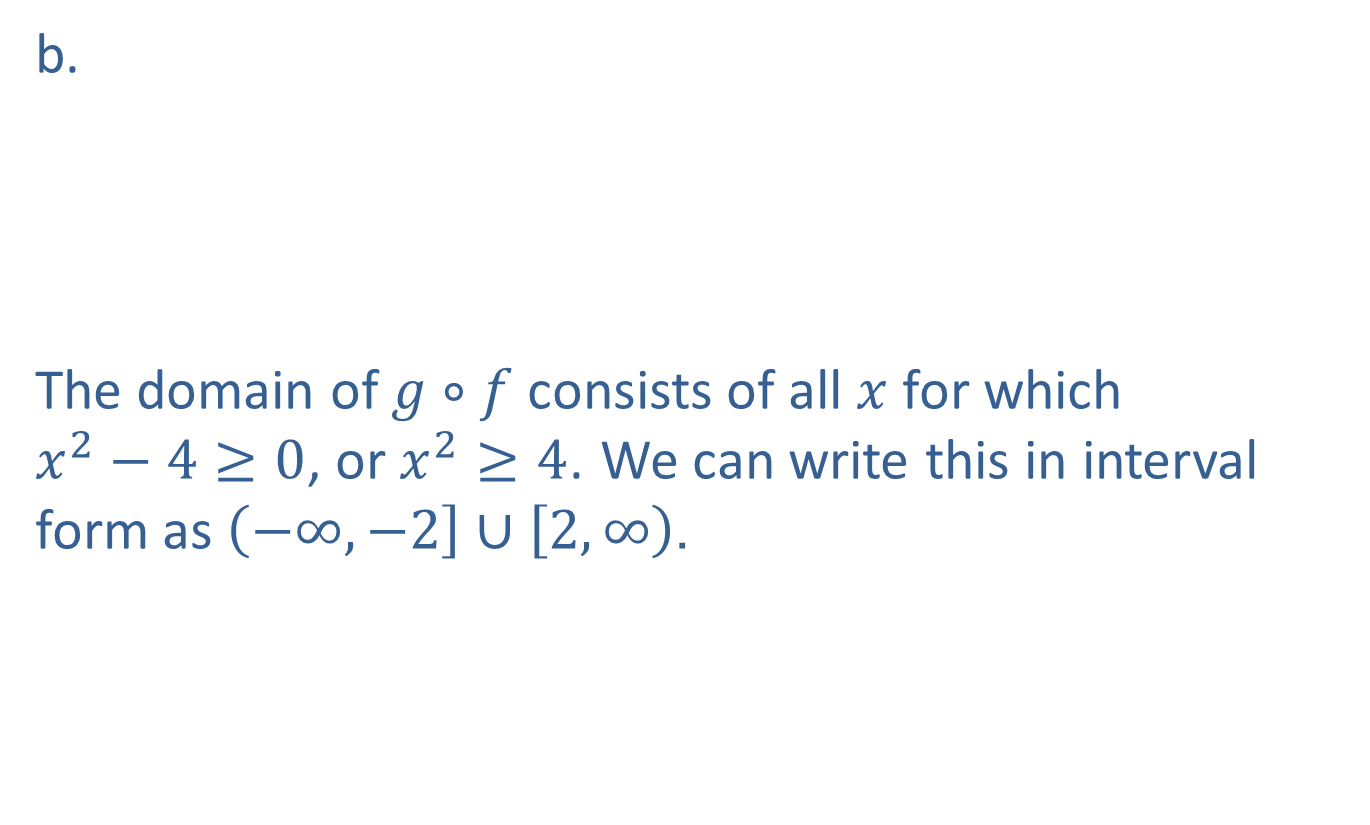 b.
The domain of 𝑔 ∘ 𝑓 consists of all 𝑥 for which
𝑥² − 4 ≥ 0, or 𝑥² ≥ 4. We can write this in interval
form as (−∞, −2] ∪ [2, ∞).